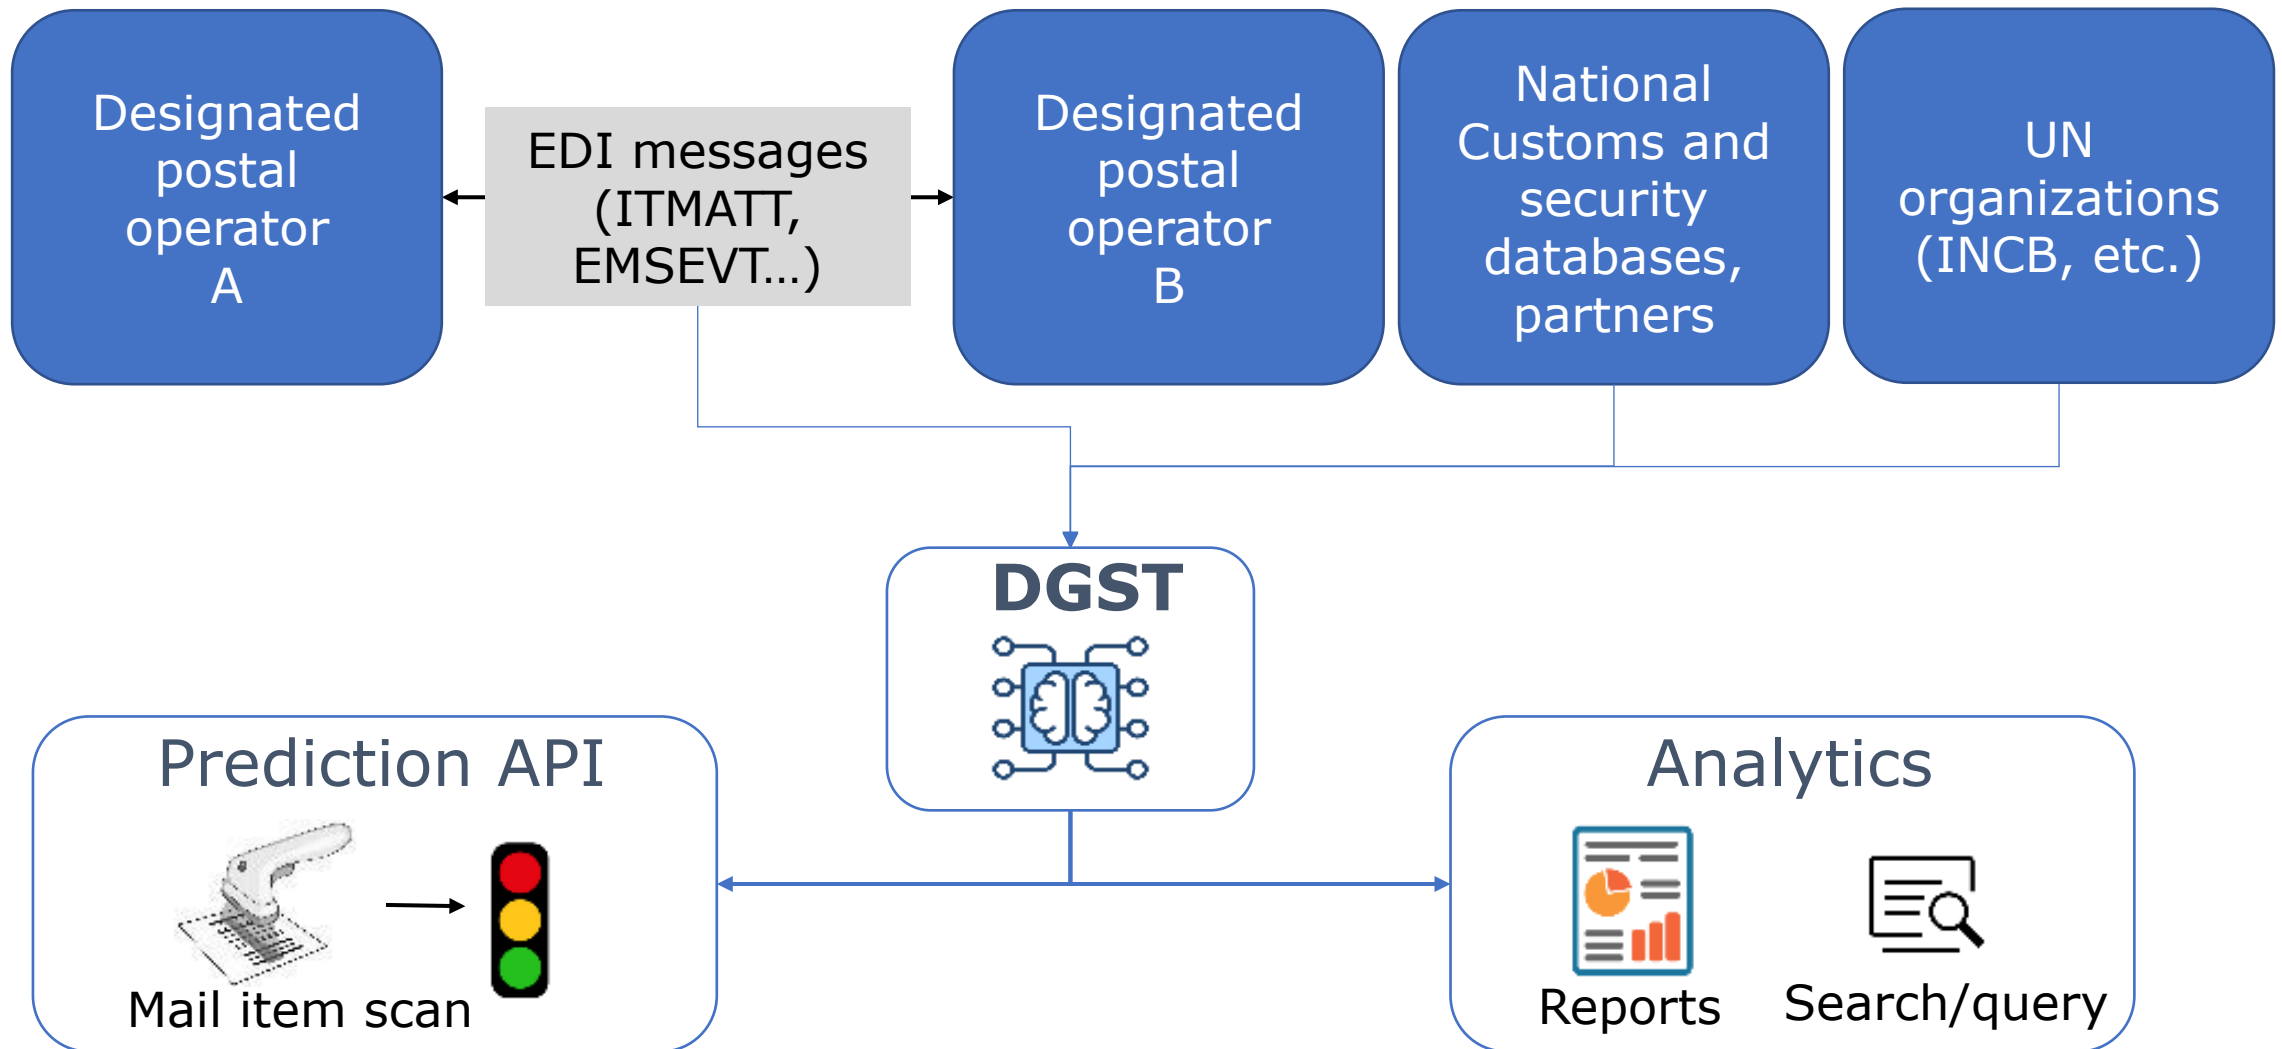 Designated
postal
operator
A
EDI messages
(ITMATT,
EMSEVT...)
Designated
postal
operator
B
National
Customs and
security
databases,
partners
UN
organizations
(INCB, etc.)
DGST
Prediction API
Mail item scan
Analytics
Reports
Search/query